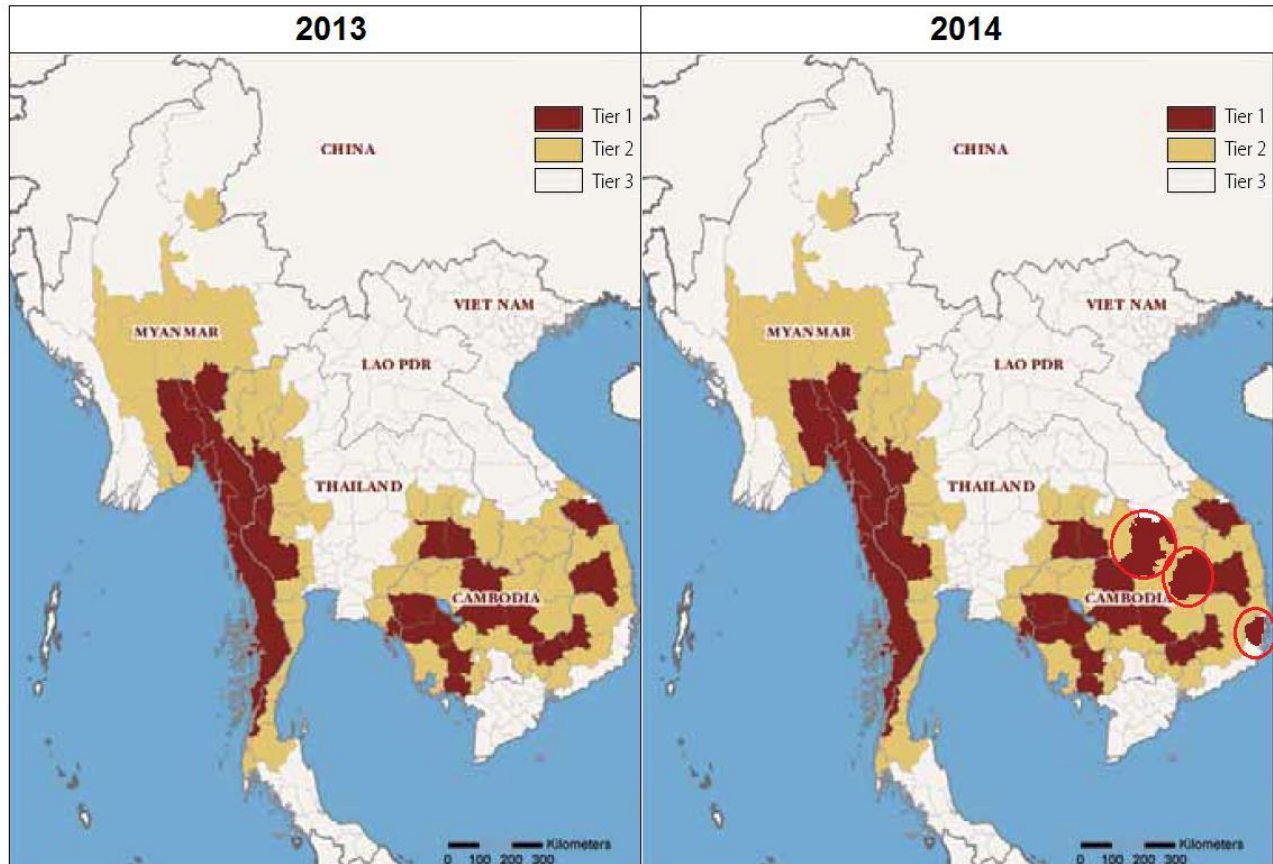 2013
2014
Tier 1
Tier 2
Tier 3
CHINA
VIET NAM
MYANMAR
LAO PDR
THAILAND
CAMBODIA
Kilometers
0 100 200 300
Tier 1
Tier 2
Tier 3
CHINA
VIET NAM
MYANMAR
LAO PDR
THAILAND
CAMBODIA
Kilometers
0 100 200 300